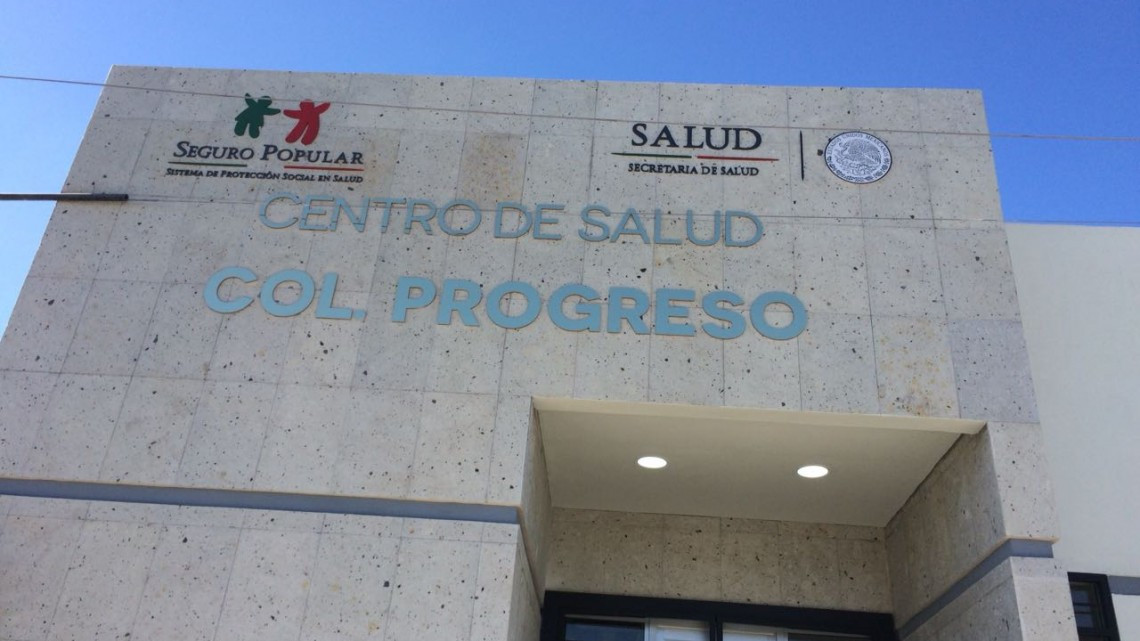 SEGURO POPULAR
SISTEMA DE PROTECCIÓN SOCIAL EN SALUD
SALUD
SECRETARÍA DE SALUD
CENTRO DE SALUD
COL. PROGRESO